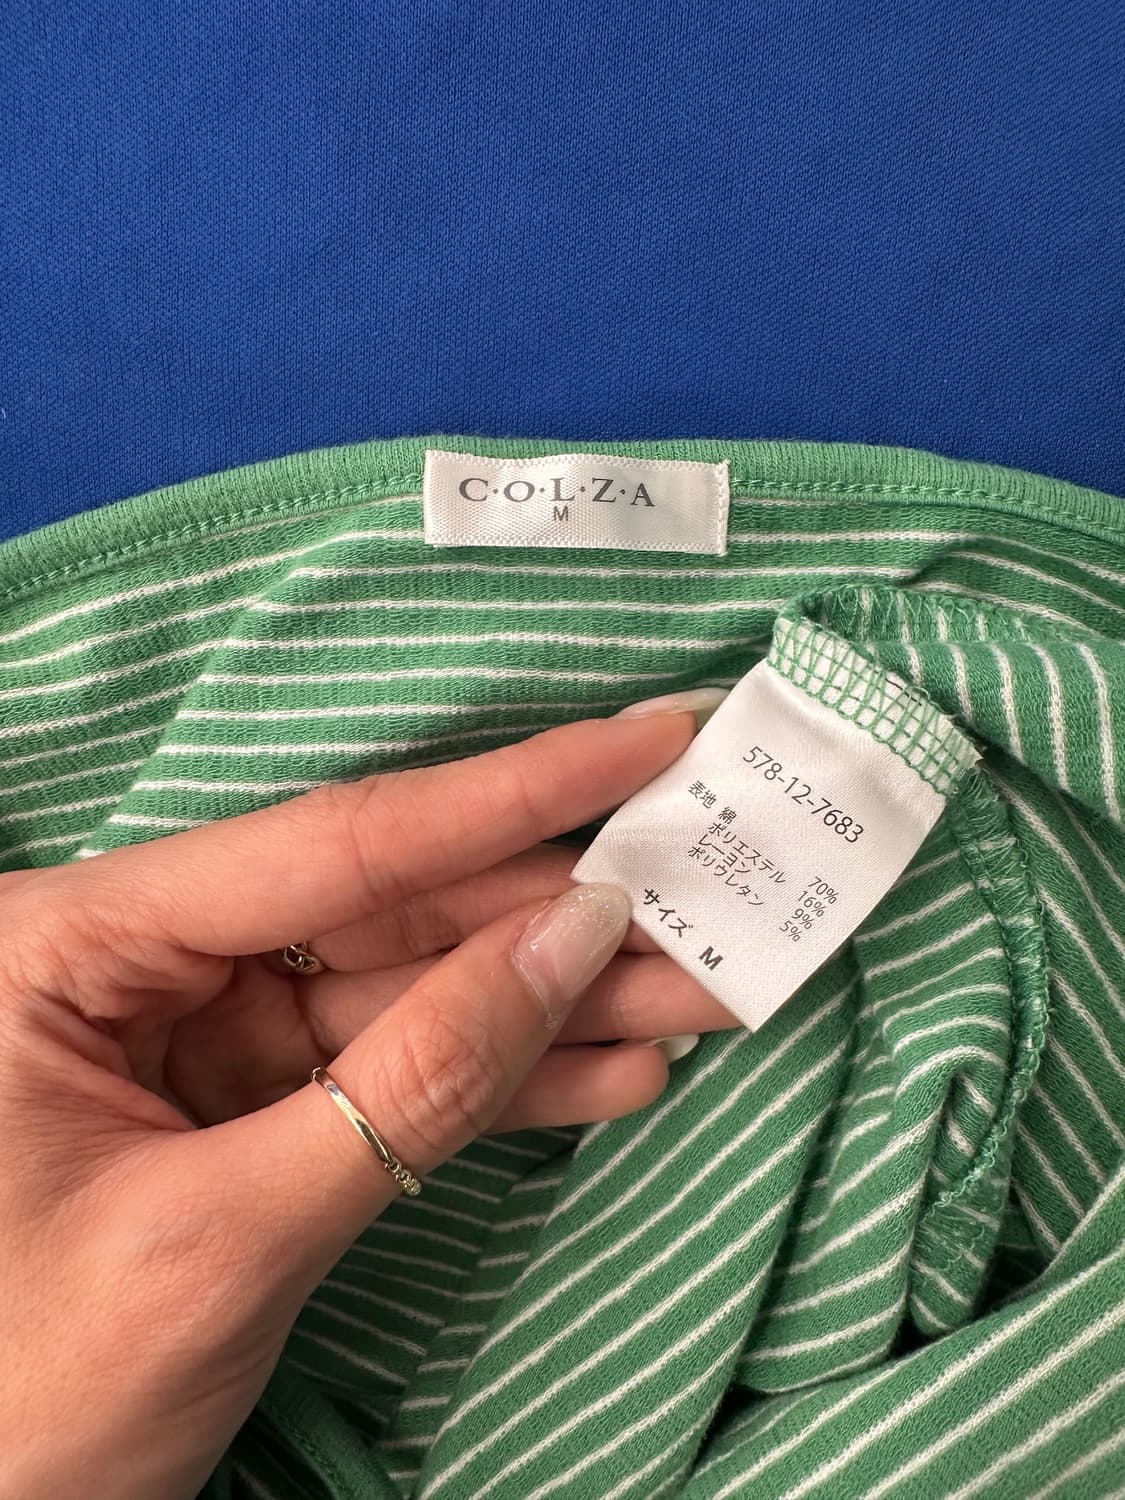 C·O·L·Z·A
M
578-12-7683
表地 綿 70%
ポリエステル 16%
レーヨン 9%
ポリウレタン 5%
サイズ M